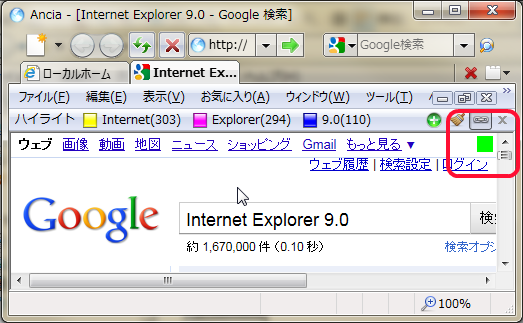 Ancia - [Internet Explorer 9.0 - Google 検索]
http://
Google検索
ローカルホーム
Internet Ex...
ファイル(F) 編集(E) 表示(V) お気に入り(A) ウィンドウ(W) ツール(T)
ハイライト Internet(303) Explorer(294) 9.0(110)
ウェブ 画像 動画 地図 ニュース ショッピング Gmail もっと見る ▼
ウェブ履歴 | 検索設定 | ログイン
Google
Internet Explorer 9.0
検索
約 1,670,000 件 (0.10 秒)
検索オプシ
100%